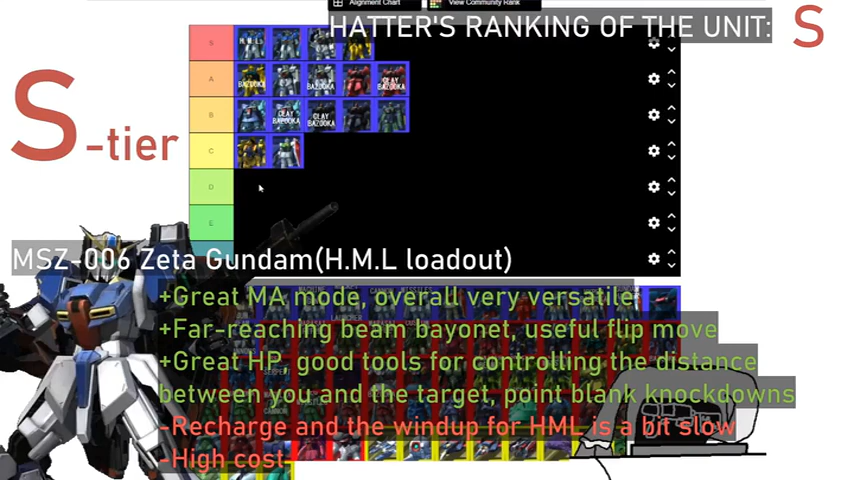 Alignment Chart
View Community Rank
HATTER'S RANKING OF THE UNIT: S
S
H.M.L
A
BAZOOKA
BAZOOKA
CLAY BAZOOKA
B
CLAY BAZOOKA
CLAY BAZOOKA
S-tier
C
D
E
MSZ-006 Zeta Gundam(H.M.L loadout)
+Great MA mode, overall very versatile
+Far-reaching beam bayonet, useful flip move
+Great HP, good tools for controlling the distance
between you and the target, point blank knockdowns
-Recharge and the windup for HML is a bit slow
-High cost